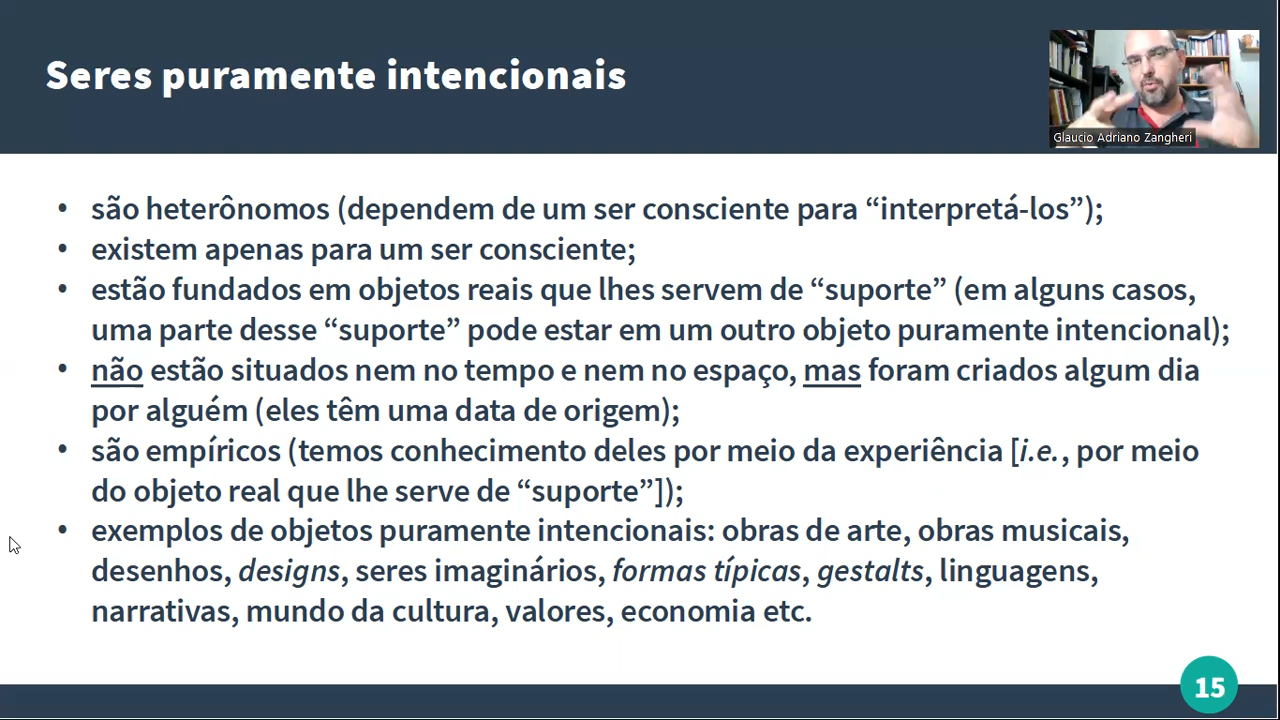 Seres puramente intencionais
Glaucio Adriano Zangheri
• são heterônomos (dependem de um ser consciente para “interpretá-los”);
• existem apenas para um ser consciente;
• estão fundados em objetos reais que lhes servem de “suporte” (em alguns casos,
uma parte desse “suporte” pode estar em um outro objeto puramente intencional);
• não estão situados nem no tempo e nem no espaço, mas foram criados algum dia
por alguém (eles têm uma data de origem);
• são empíricos (temos conhecimento deles por meio da experiência [i.e., por meio
do objeto real que lhe serve de “suporte”]);
• exemplos de objetos puramente intencionais: obras de arte, obras musicais,
desenhos, designs, seres imaginários, formas típicas, gestalts, linguagens,
narrativas, mundo da cultura, valores, economia etc.
15